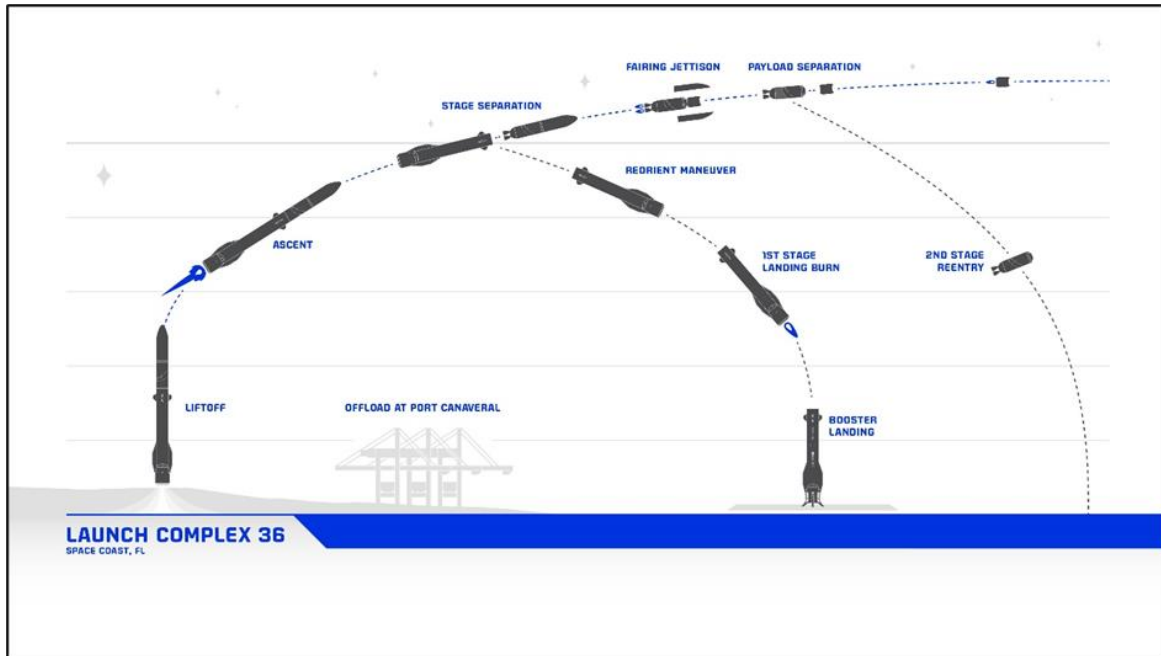 FAIRING JETTISON
PAYLOAD SEPARATION
STAGE SEPARATION
REORIENT MANEUVER
ASCENT
1ST STAGE
LANDING BURN
2ND STAGE
REENTRY
LIFTOFF
OFFLOAD AT PORT CANAVERAL
BOOSTER
LANDING
LAUNCH COMPLEX 36
SPACE COAST, FL